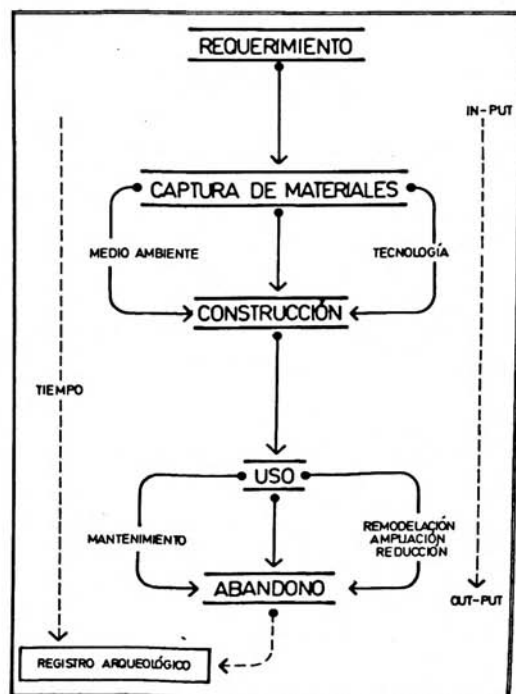 REQUERIMIENTO
IN-PUT
CAPTURA DE MATERIALES
MEDIO AMBIENTE
TECNOLOGÍA
CONSTRUCCIÓN
TIEMPO
USO
MANTENIMIENTO
REMODELACIÓN
AMPLIACIÓN
REDUCCIÓN
ABANDONO
OUT-PUT
REGISTRO ARQUEOLÓGICO